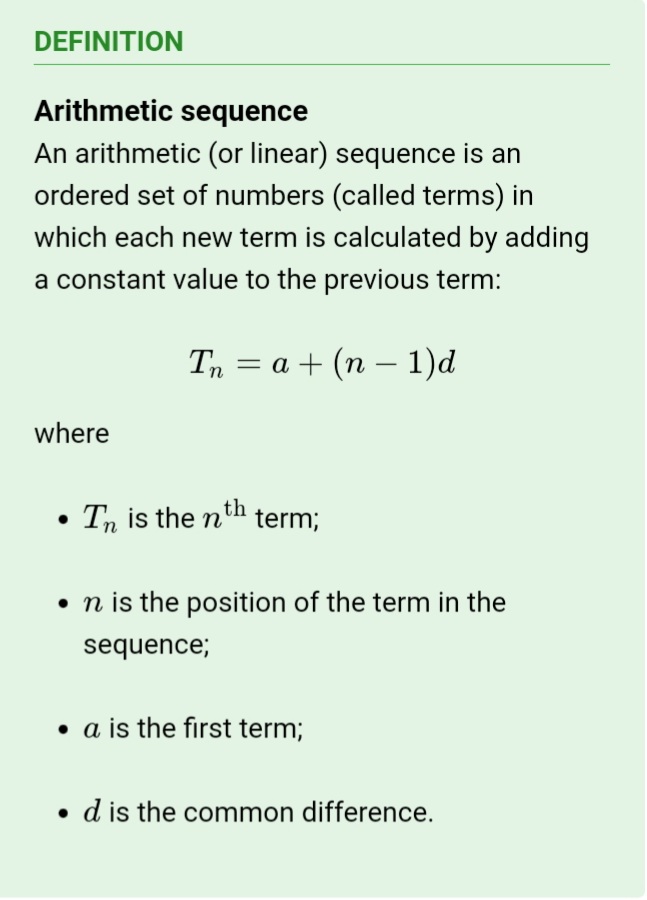 DEFINITION
Arithmetic sequence
An arithmetic (or linear) sequence is an
ordered set of numbers (called terms) in
which each new term is calculated by adding
a constant value to the previous term:
Tₙ = a + (n − 1)d
where
• Tₙ is the nᵗʰ term;
• n is the position of the term in the
sequence;
• a is the first term;
• d is the common difference.